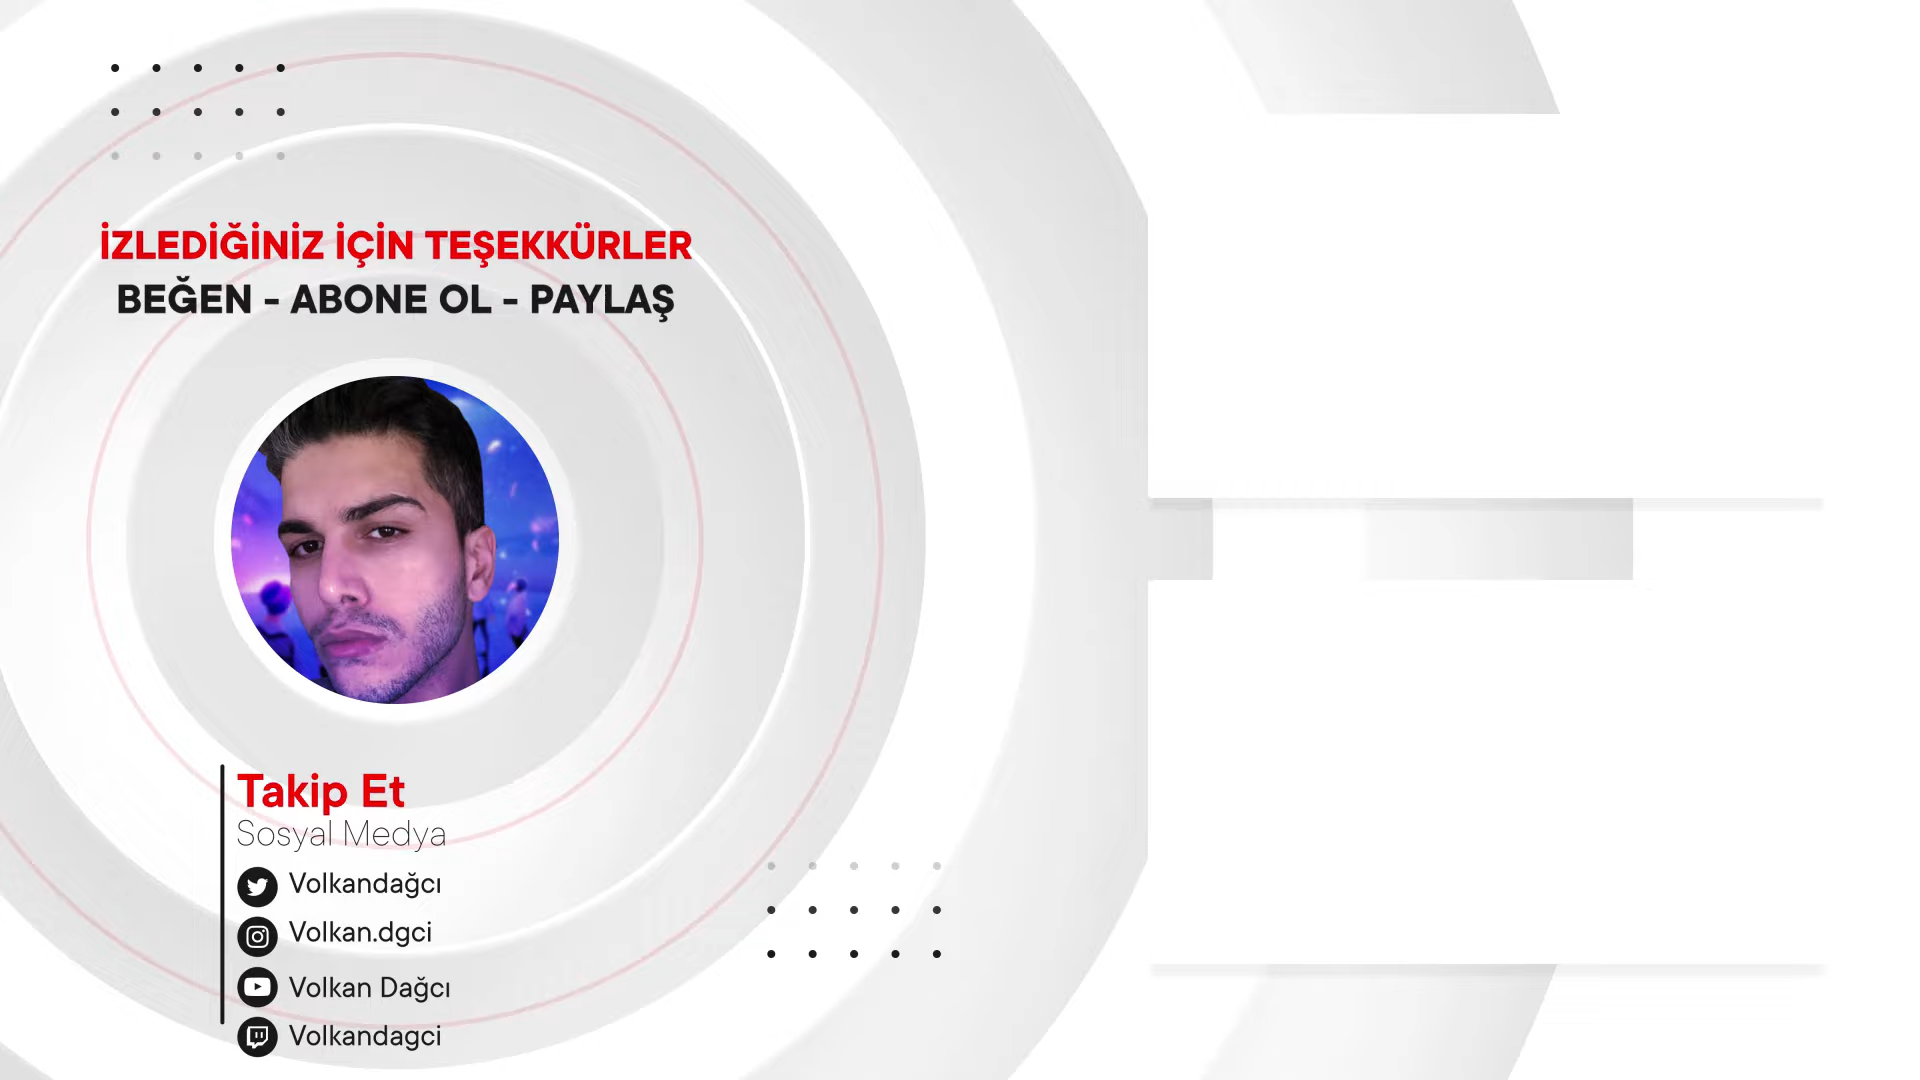 İZLEDİĞİNİZ İÇİN TEŞEKKÜRLER
BEĞEN - ABONE OL - PAYLAŞ
Takip Et
Sosyal Medya
Volkandağcı
Volkan.dgci
Volkan Dağcı
Volkandagci